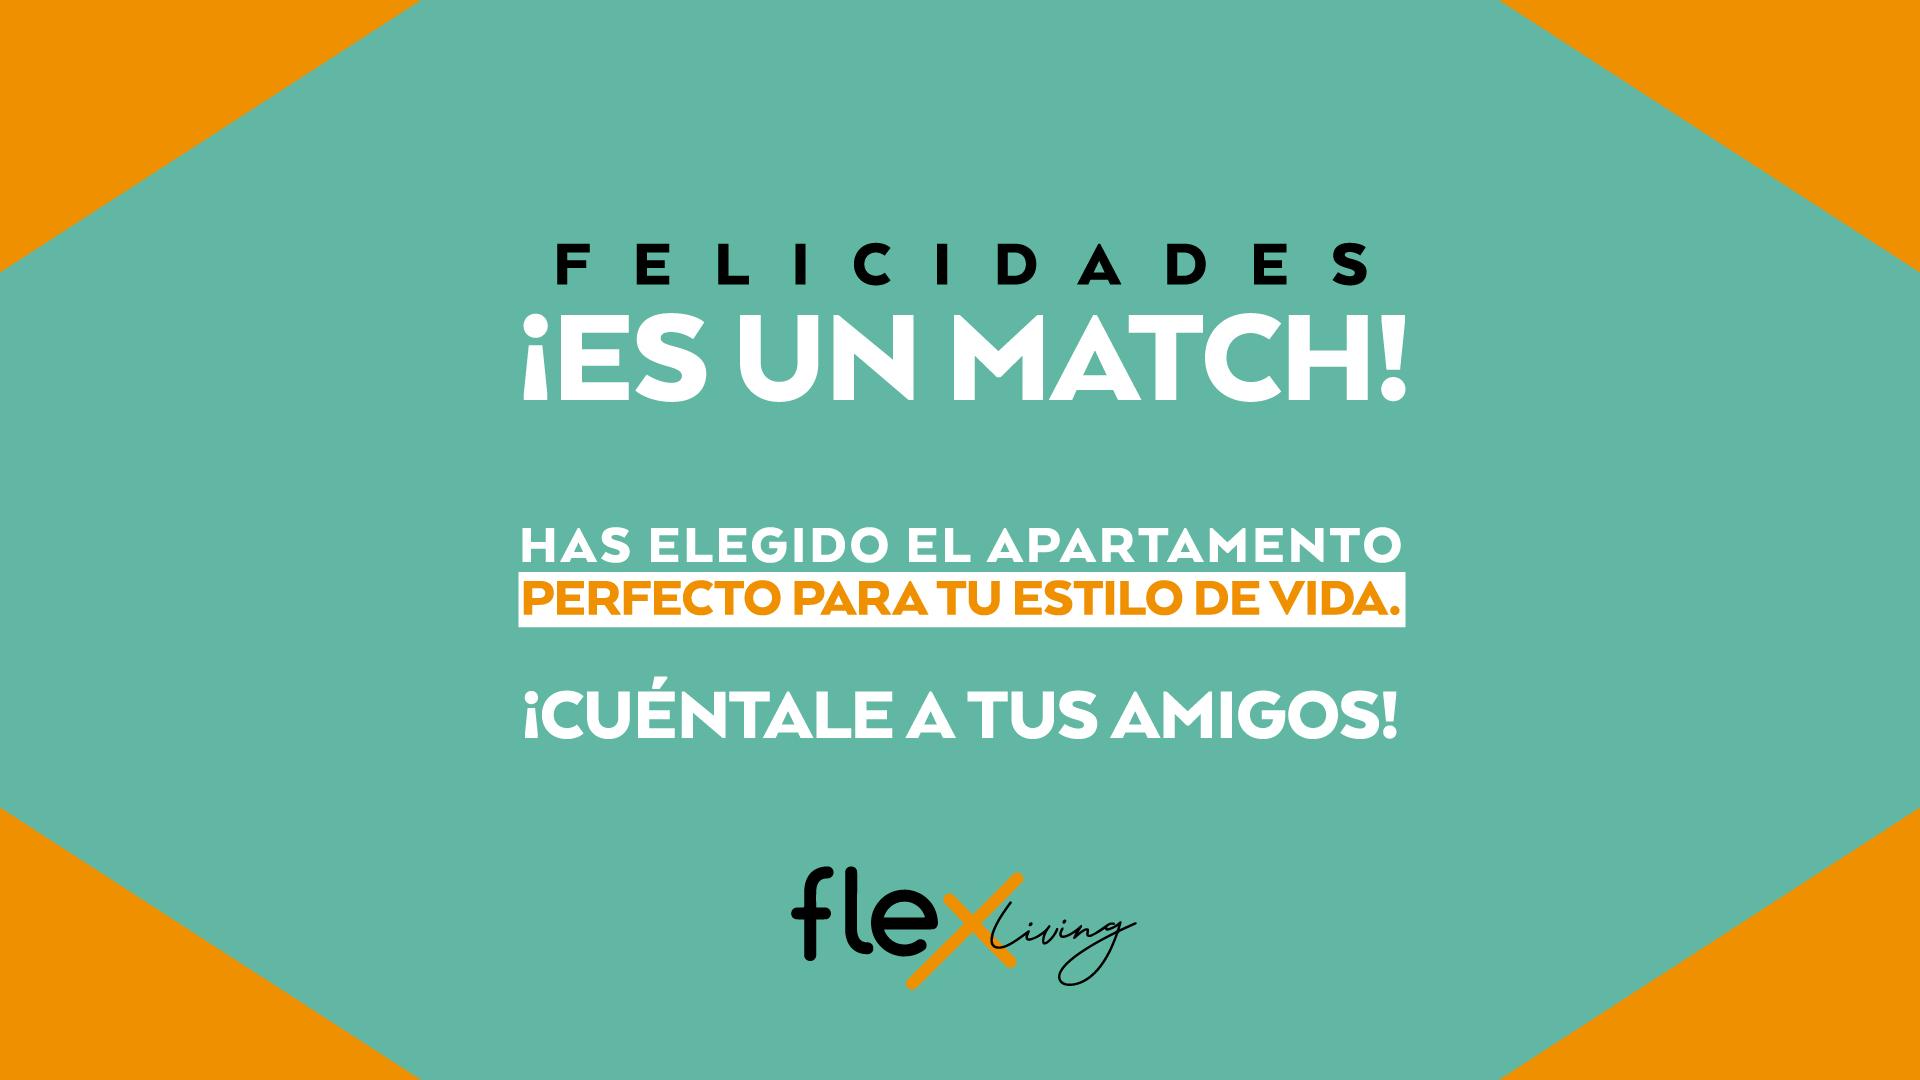 FELICIDADES
¡ES UN MATCH!
HAS ELEGIDO EL APARTAMENTO
PERFECTO PARA TU ESTILO DE VIDA.
¡CUÉNTALE A TUS AMIGOS!
flex living